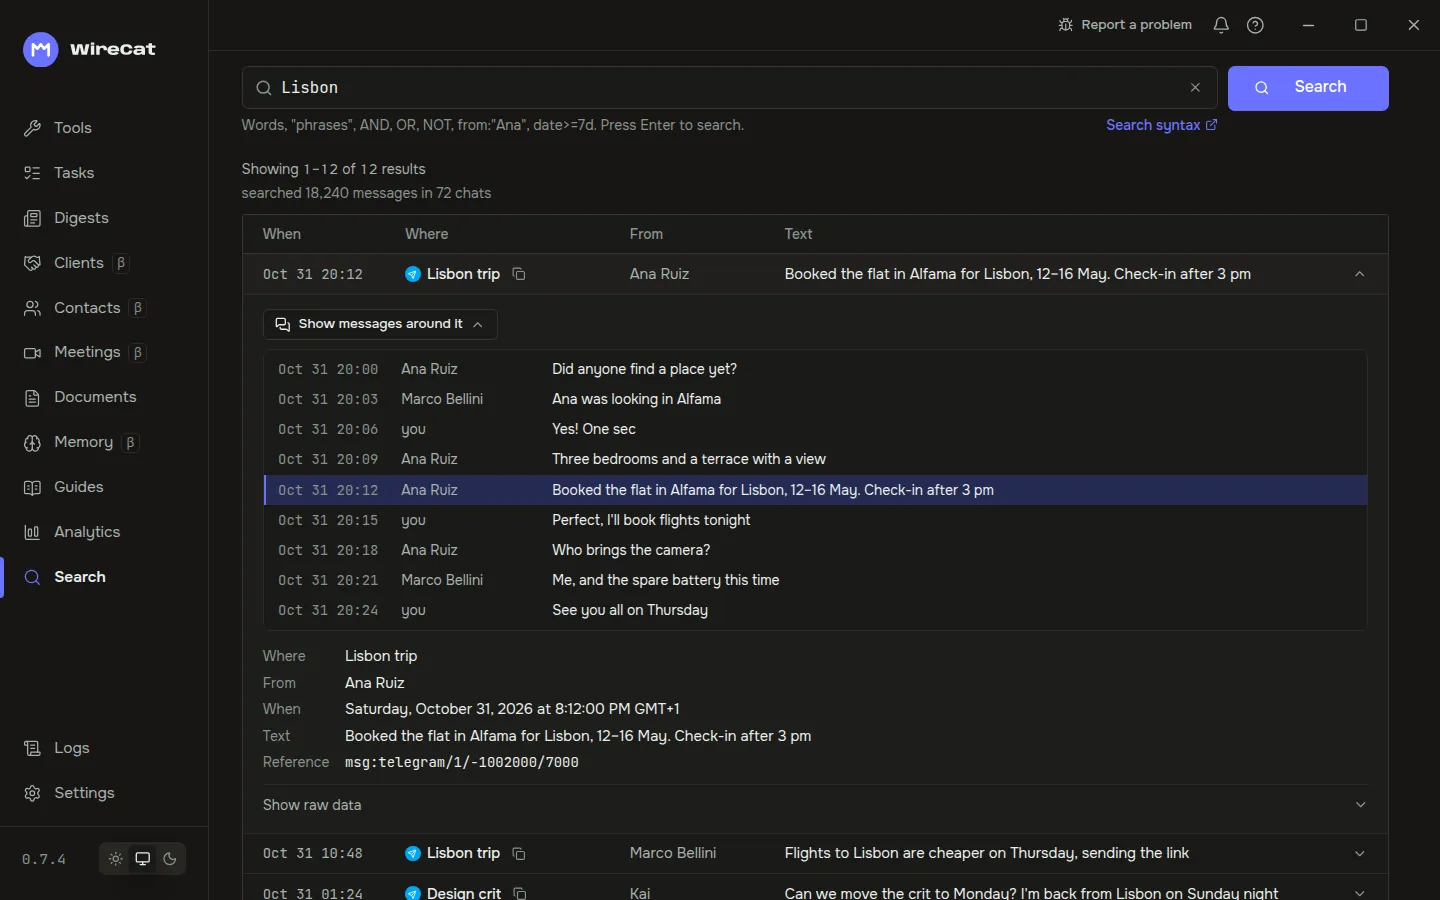 Report a problem
wirecat
Lisbon
Search
Words, "phrases", AND, OR, NOT, from:"Ana", date>=7d. Press Enter to search.
Search syntax
Tools
Tasks
Digests
Clients β
Contacts β
Meetings β
Documents
Memory β
Guides
Analytics
Search
Logs
Settings
0.7.4
Showing 1–12 of 12 results
searched 18,240 messages in 72 chats
When Where From Text
Oct 31 20:12 Lisbon trip Ana Ruiz Booked the flat in Alfama for Lisbon, 12–16 May. Check-in after 3 pm
Show messages around it
Oct 31 20:00 Ana Ruiz Did anyone find a place yet?
Oct 31 20:03 Marco Bellini Ana was looking in Alfama
Oct 31 20:06 you Yes! One sec
Oct 31 20:09 Ana Ruiz Three bedrooms and a terrace with a view
Oct 31 20:12 Ana Ruiz Booked the flat in Alfama for Lisbon, 12–16 May. Check-in after 3 pm
Oct 31 20:15 you Perfect, I'll book flights tonight
Oct 31 20:18 Ana Ruiz Who brings the camera?
Oct 31 20:21 Marco Bellini Me, and the spare battery this time
Oct 31 20:24 you See you all on Thursday
Where Lisbon trip
From Ana Ruiz
When Saturday, October 31, 2026 at 8:12:00 PM GMT+1
Text Booked the flat in Alfama for Lisbon, 12–16 May. Check-in after 3 pm
Reference msg:telegram/1/-1002000/7000
Show raw data
Oct 31 10:48 Lisbon trip Marco Bellini Flights to Lisbon are cheaper on Thursday, sending the link
Oct 31 01:24 Design crit Kai Can we move the crit to Monday? I'm back from Lisbon on Sunday night